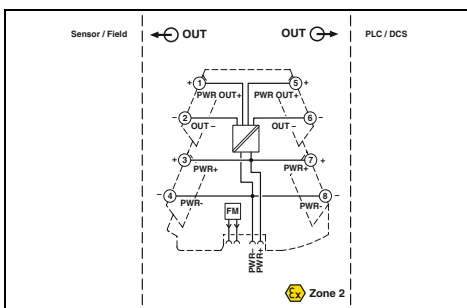 Sensor / Field
OUT
OUT
PLC / DCS
+ 1
5 +
PWR OUT+
PWR OUT+
– 2
6 –
OUT –
OUT –
+ 3
7 +
PWR+
PWR+
– 4
8 –
PWR-
PWR-
FM
PWR–
PWR+
Ex Zone 2